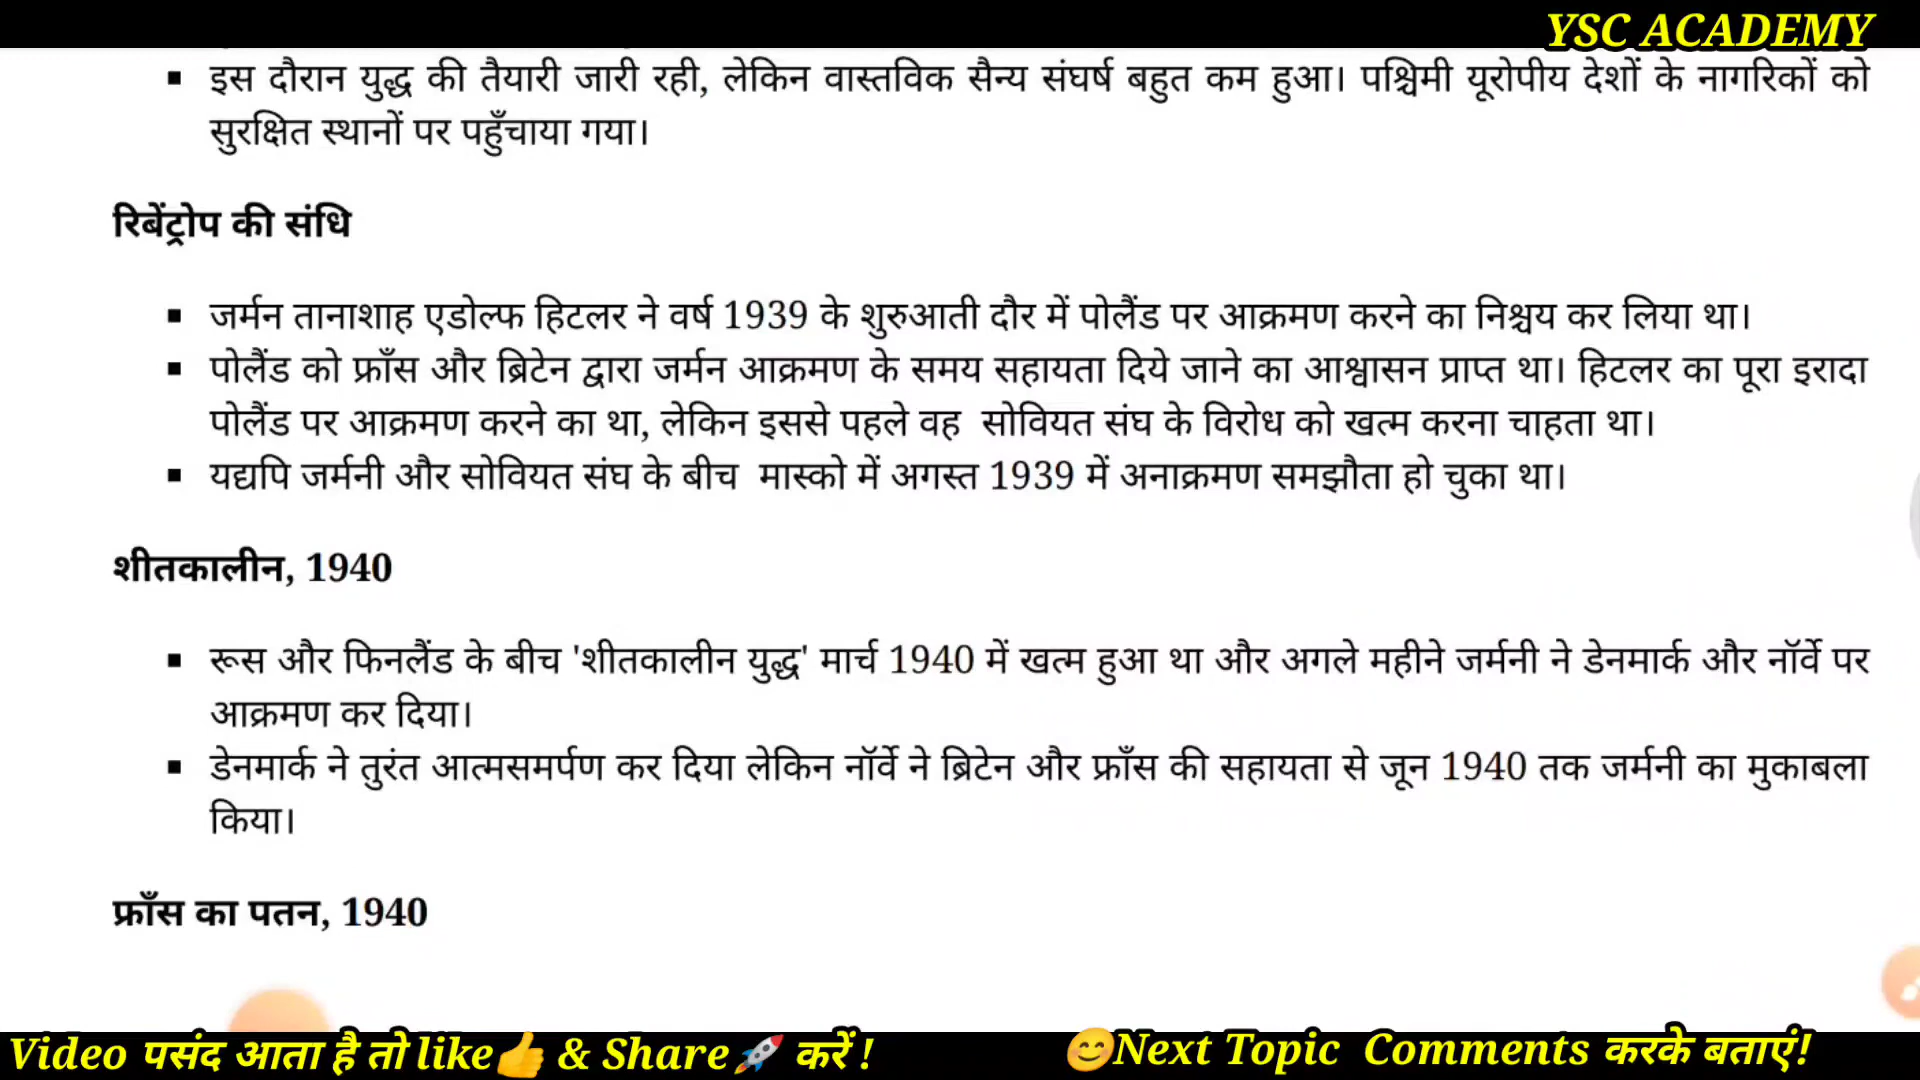 YSC ACADEMY
▪ इस दौरान युद्ध की तैयारी जारी रही, लेकिन वास्तविक सैन्य संघर्ष बहुत कम हुआ। पश्चिमी यूरोपीय देशों के नागरिकों को
सुरक्षित स्थानों पर पहुँचाया गया।
रिबेंट्रोप की संधि
▪ जर्मन तानाशाह एडोल्फ हिटलर ने वर्ष 1939 के शुरुआती दौर में पोलैंड पर आक्रमण करने का निश्चय कर लिया था।
▪ पोलैंड को फ्राँस और ब्रिटेन द्वारा जर्मन आक्रमण के समय सहायता दिये जाने का आश्वासन प्राप्त था। हिटलर का पूरा इरादा
पोलैंड पर आक्रमण करने का था, लेकिन इससे पहले वह सोवियत संघ के विरोध को खत्म करना चाहता था।
▪ यद्यपि जर्मनी और सोवियत संघ के बीच मास्को में अगस्त 1939 में अनाक्रमण समझौता हो चुका था।
शीतकालीन, 1940
▪ रूस और फिनलैंड के बीच 'शीतकालीन युद्ध' मार्च 1940 में खत्म हुआ था और अगले महीने जर्मनी ने डेनमार्क और नॉर्वे पर
आक्रमण कर दिया।
▪ डेनमार्क ने तुरंत आत्मसमर्पण कर दिया लेकिन नॉर्वे ने ब्रिटेन और फ्राँस की सहायता से जून 1940 तक जर्मनी का मुकाबला
किया।
फ्राँस का पतन, 1940
Video पसंद आता है तो like👍 & Share🚀 करें !
😊Next Topic Comments करके बताएं!